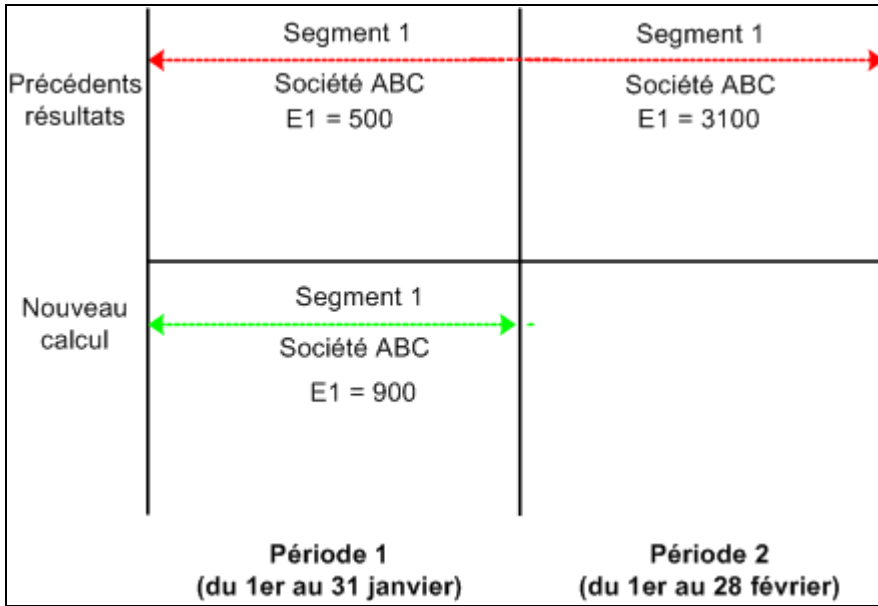 Précédents
résultats
Segment 1
Société ABC
E1 = 500
Segment 1
Société ABC
E1 = 3100
Nouveau
calcul
Segment 1
Société ABC
E1 = 900
Période 1
(du 1er au 31 janvier)
Période 2
(du 1er au 28 février)